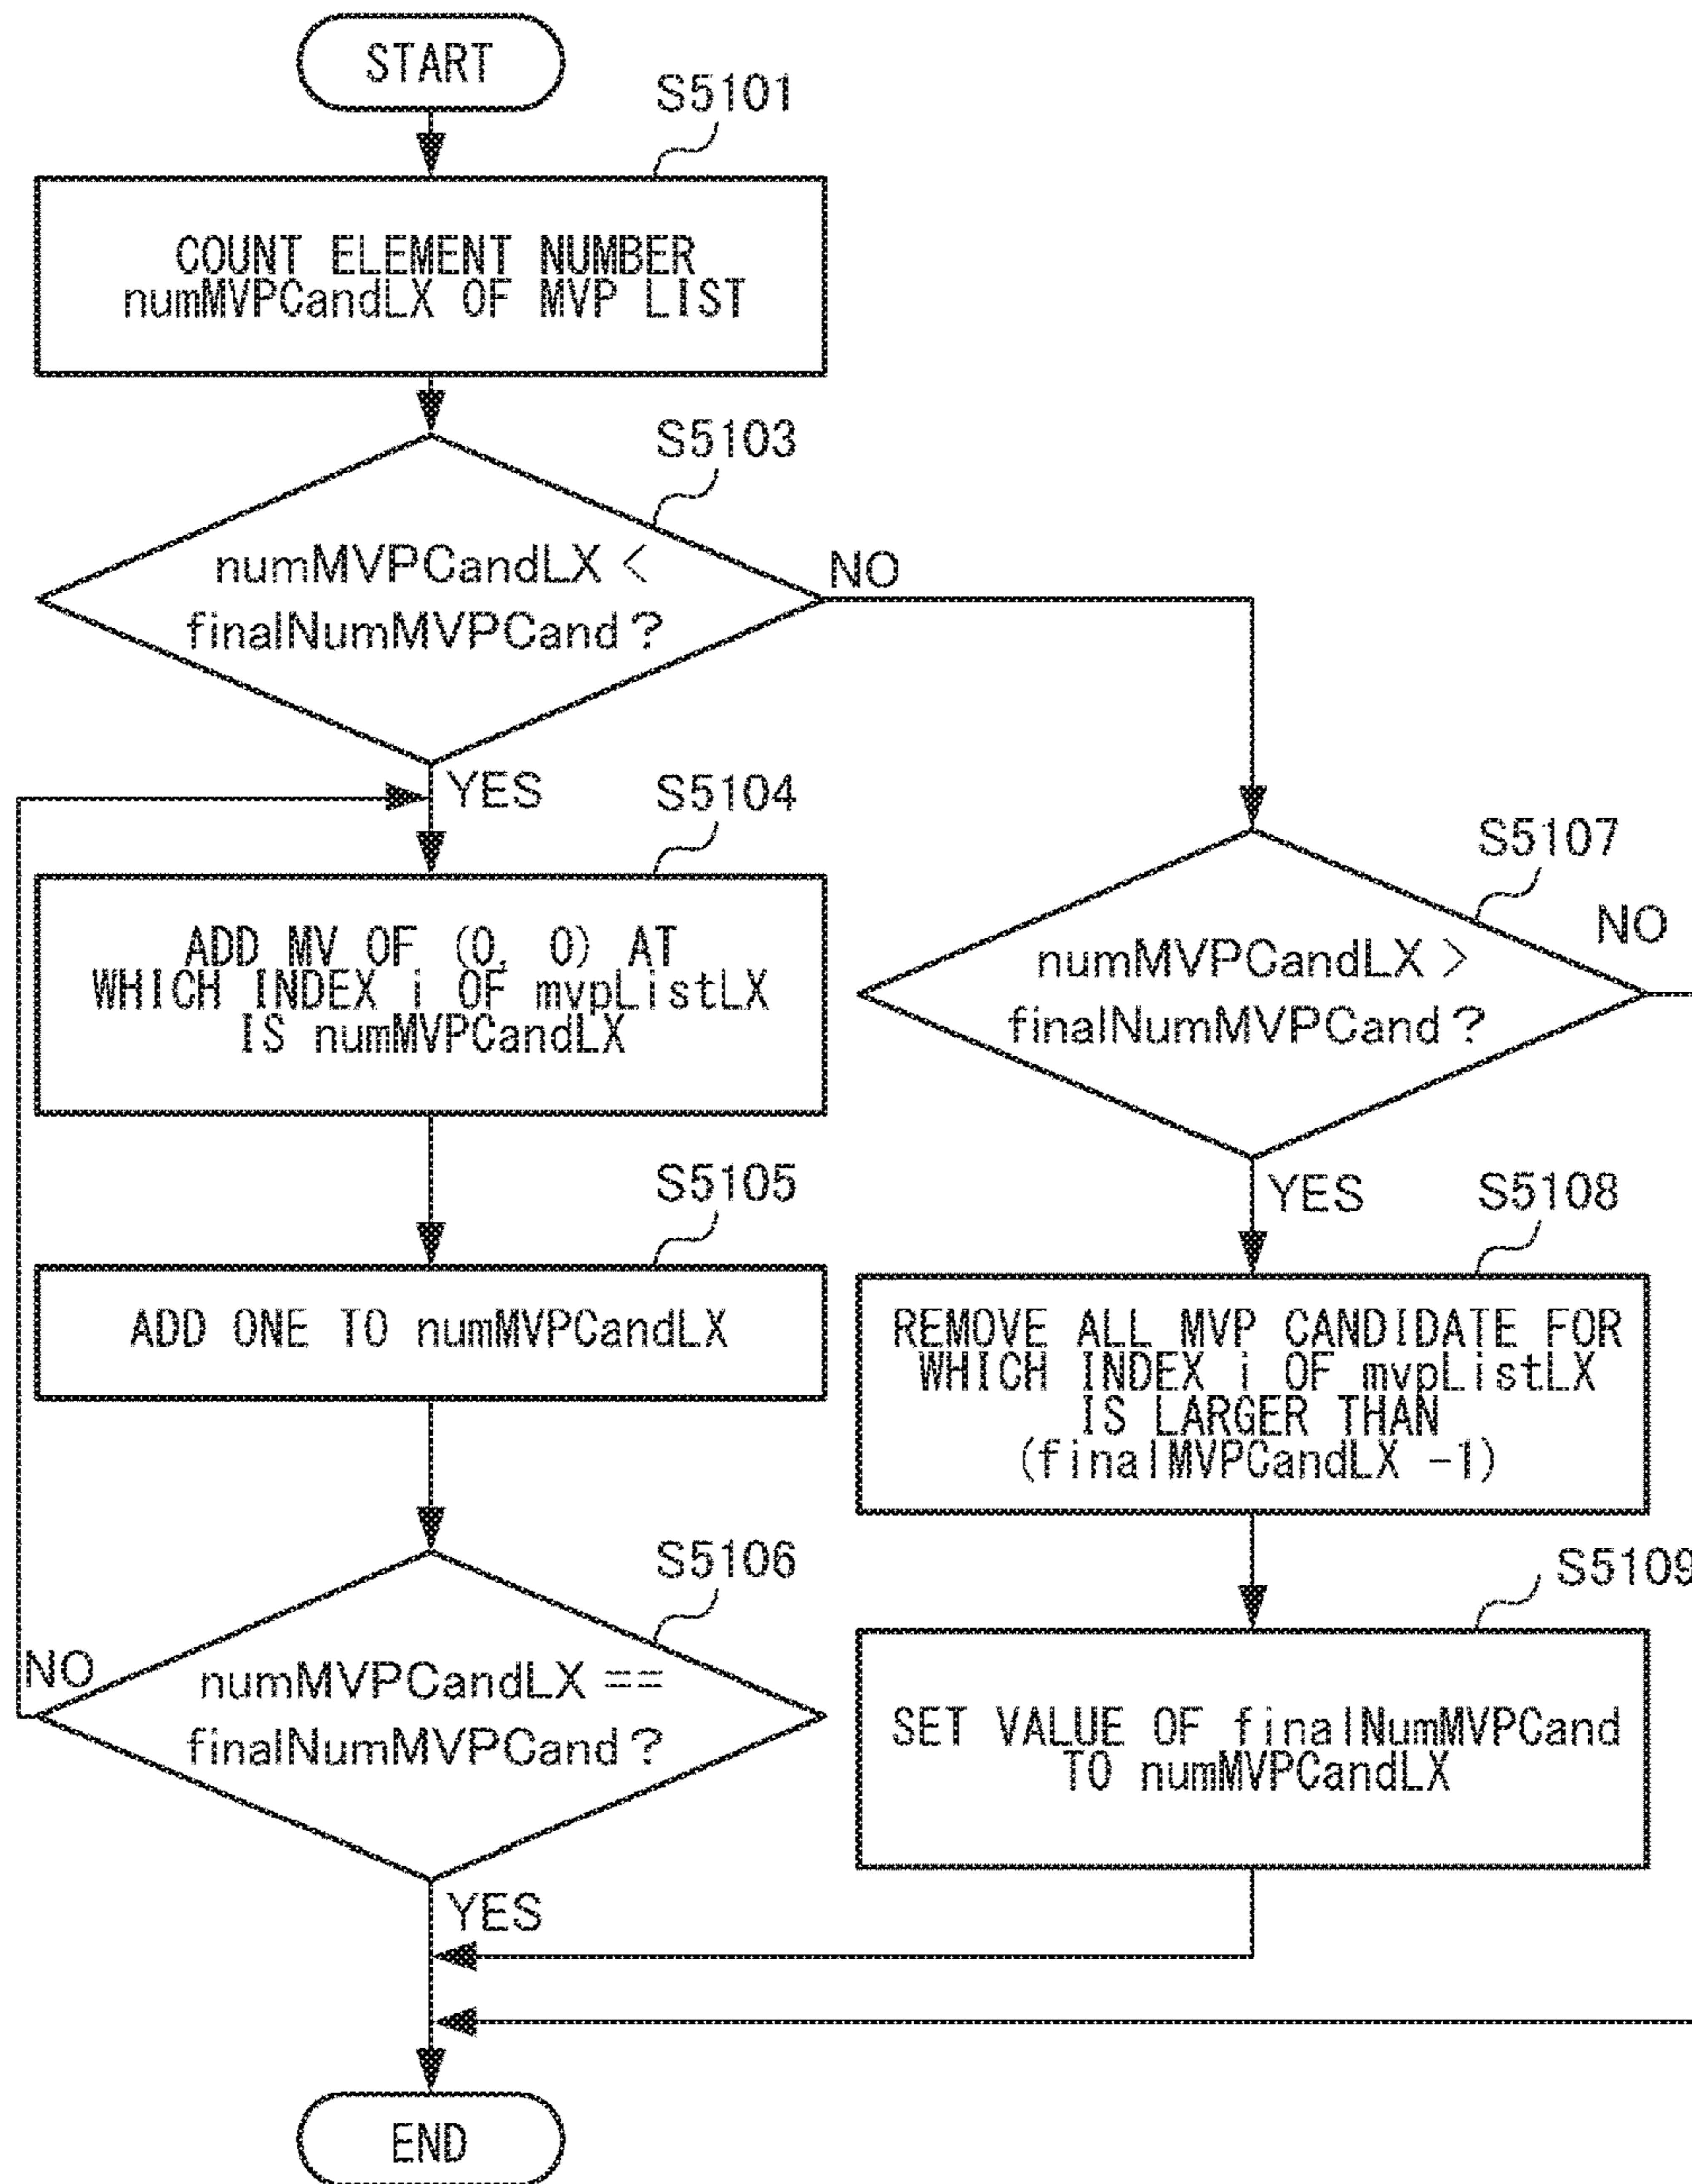 START
S5101
COUNT ELEMENT NUMBER
numMVPCandLX OF MVP LIST
S5103
numMVPCandLX <
finalNumMVPCand ?
NO
YES
S5104
ADD MV OF (0, 0) AT
WHICH INDEX i OF mvpListLX
IS numMVPCandLX
S5105
ADD ONE TO numMVPCandLX
S5106
NO
numMVPCandLX ==
finalNumMVPCand ?
YES
S5107
NO
numMVPCandLX >
finalNumMVPCand ?
YES
S5108
REMOVE ALL MVP CANDIDATE FOR
WHICH INDEX i OF mvpListLX
IS LARGER THAN
(finalMVPCandLX -1)
S5109
SET VALUE OF finalNumMVPCand
TO numMVPCandLX
END